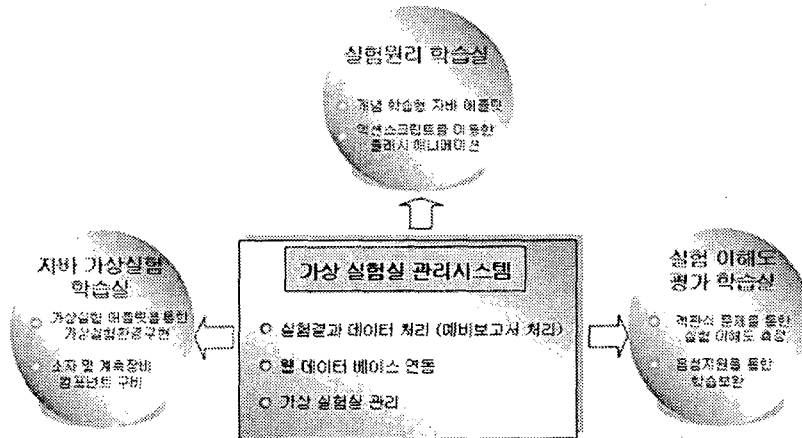 실험원리 학습실
개념 학습형 자바 애플릿
액션스크립트를 이용한
플래시 애니메이션
자바 가상실험
학습실
가상실험 애플릿을 통한
가상실험환경구현
소자 및 계측장비
컴포넌트 구비
가상 실험실 관리시스템
실험결과 데이터 처리 (예비보고서 처리)
웹 데이터 베이스 연동
가상 실험실 관리
실험 이해도
평가 학습실
객관식 문제를 통한
실험 이해도 측정
음성지원을 통한
학습보완